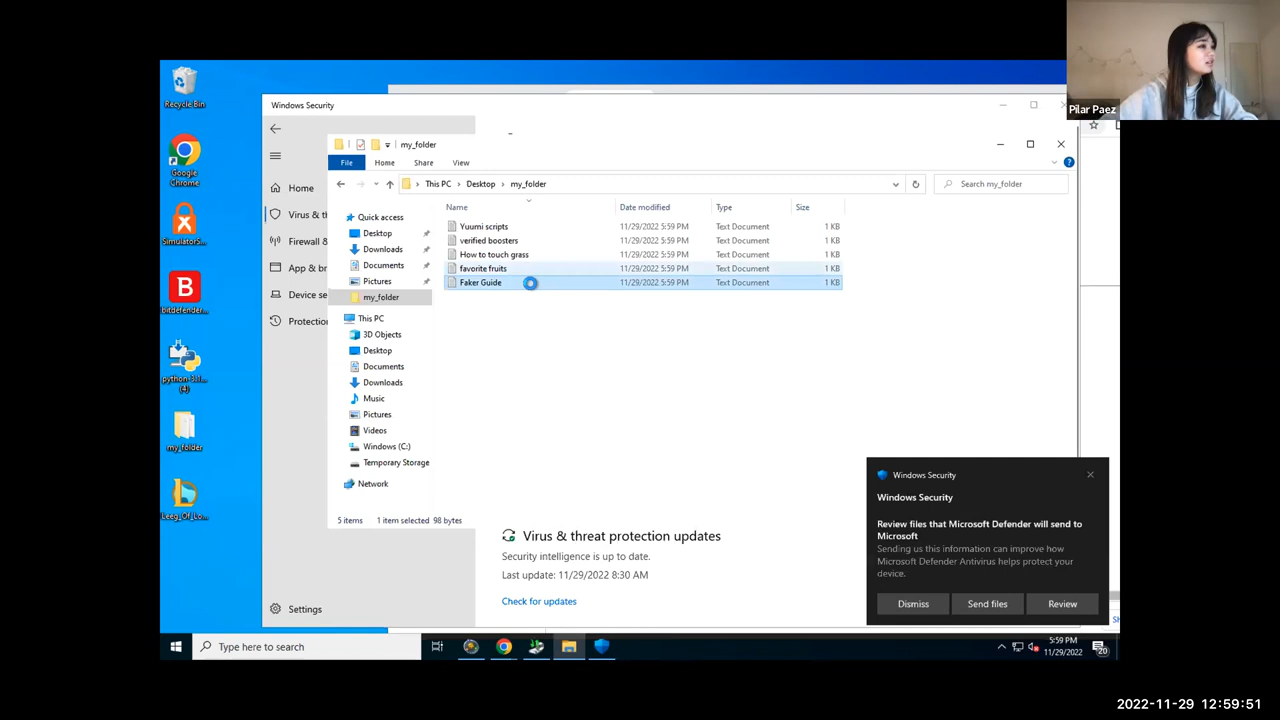 Pilar Paez
Recycle Bin
Google
Chrome
SimulatorS...
bitdefender...
python-3.1...
(4)
my_folder
Leeg_Of_Lo...
Windows Security
Home
Virus & th
Firewall &
App & br
Device se
Protection
Settings
my_folder
File
Home
Share
View
This PC
Desktop
my_folder
Search my_folder
Name
Date modified
Type
Size
Yuumi scripts 11/29/2022 5:59 PM Text Document 1 KB
verified boosters 11/29/2022 5:59 PM Text Document 1 KB
How to touch grass 11/29/2022 5:59 PM Text Document 1 KB
favorite fruits 11/29/2022 5:59 PM Text Document 1 KB
Faker Guide 11/29/2022 5:59 PM Text Document 1 KB
Quick access
Desktop
Downloads
Documents
Pictures
my_folder
This PC
3D Objects
Desktop
Documents
Downloads
Music
Pictures
Videos
Windows (C:)
Temporary Storage
Network
5 items 1 item selected 98 bytes
Virus & threat protection updates
Security intelligence is up to date.
Last update: 11/29/2022 8:30 AM
Check for updates
Windows Security
Windows Security
Review files that Microsoft Defender will send to
Microsoft
Sending us this information can improve how
Microsoft Defender Antivirus helps protect your
device.
Dismiss
Send files
Review
Type here to search
5:59 PM
11/29/2022
20
2022-11-29 12:59:51